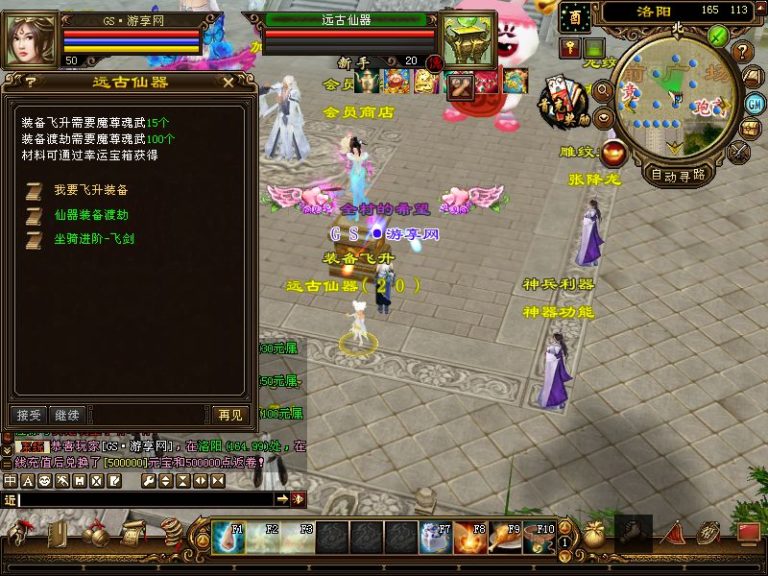 GS·游享网
50
远古仙器
新手
20
酉
洛阳
165 113
北
GM
自动寻路
远古仙器
装备飞升需要魔尊魂武15个
装备渡劫需要魔尊魂武100个
材料可通过幸运宝箱获得
我要飞升装备
仙器装备渡劫
坐骑进阶-飞剑
接受
继续
再见
会员商店
雕纹
张降龙
全村的希望
GS●游享网
装备飞升
远古仙器(20)
神兵利器
神器功能
50元属
100元属
恭喜玩家[GS·游享网],在洛阳(164.99)处,在
线充值后兑换了[500000]元宝和500000点返卷!
近
F1
F2
F3
F7
F8
F9
F10
1